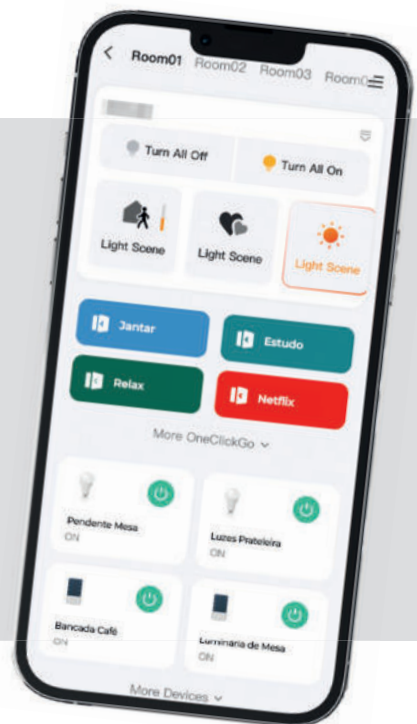 Room01 Room02 Room03
Turn All Off Turn All On
Light Scene Light Scene Light Scene
Jantar Estudo
Relax Netflix
More OneClickGo
Pendente Mesa Luzes Prateleira
ON ON
Bancada Café Luminária de Mesa
ON ON
More Devices